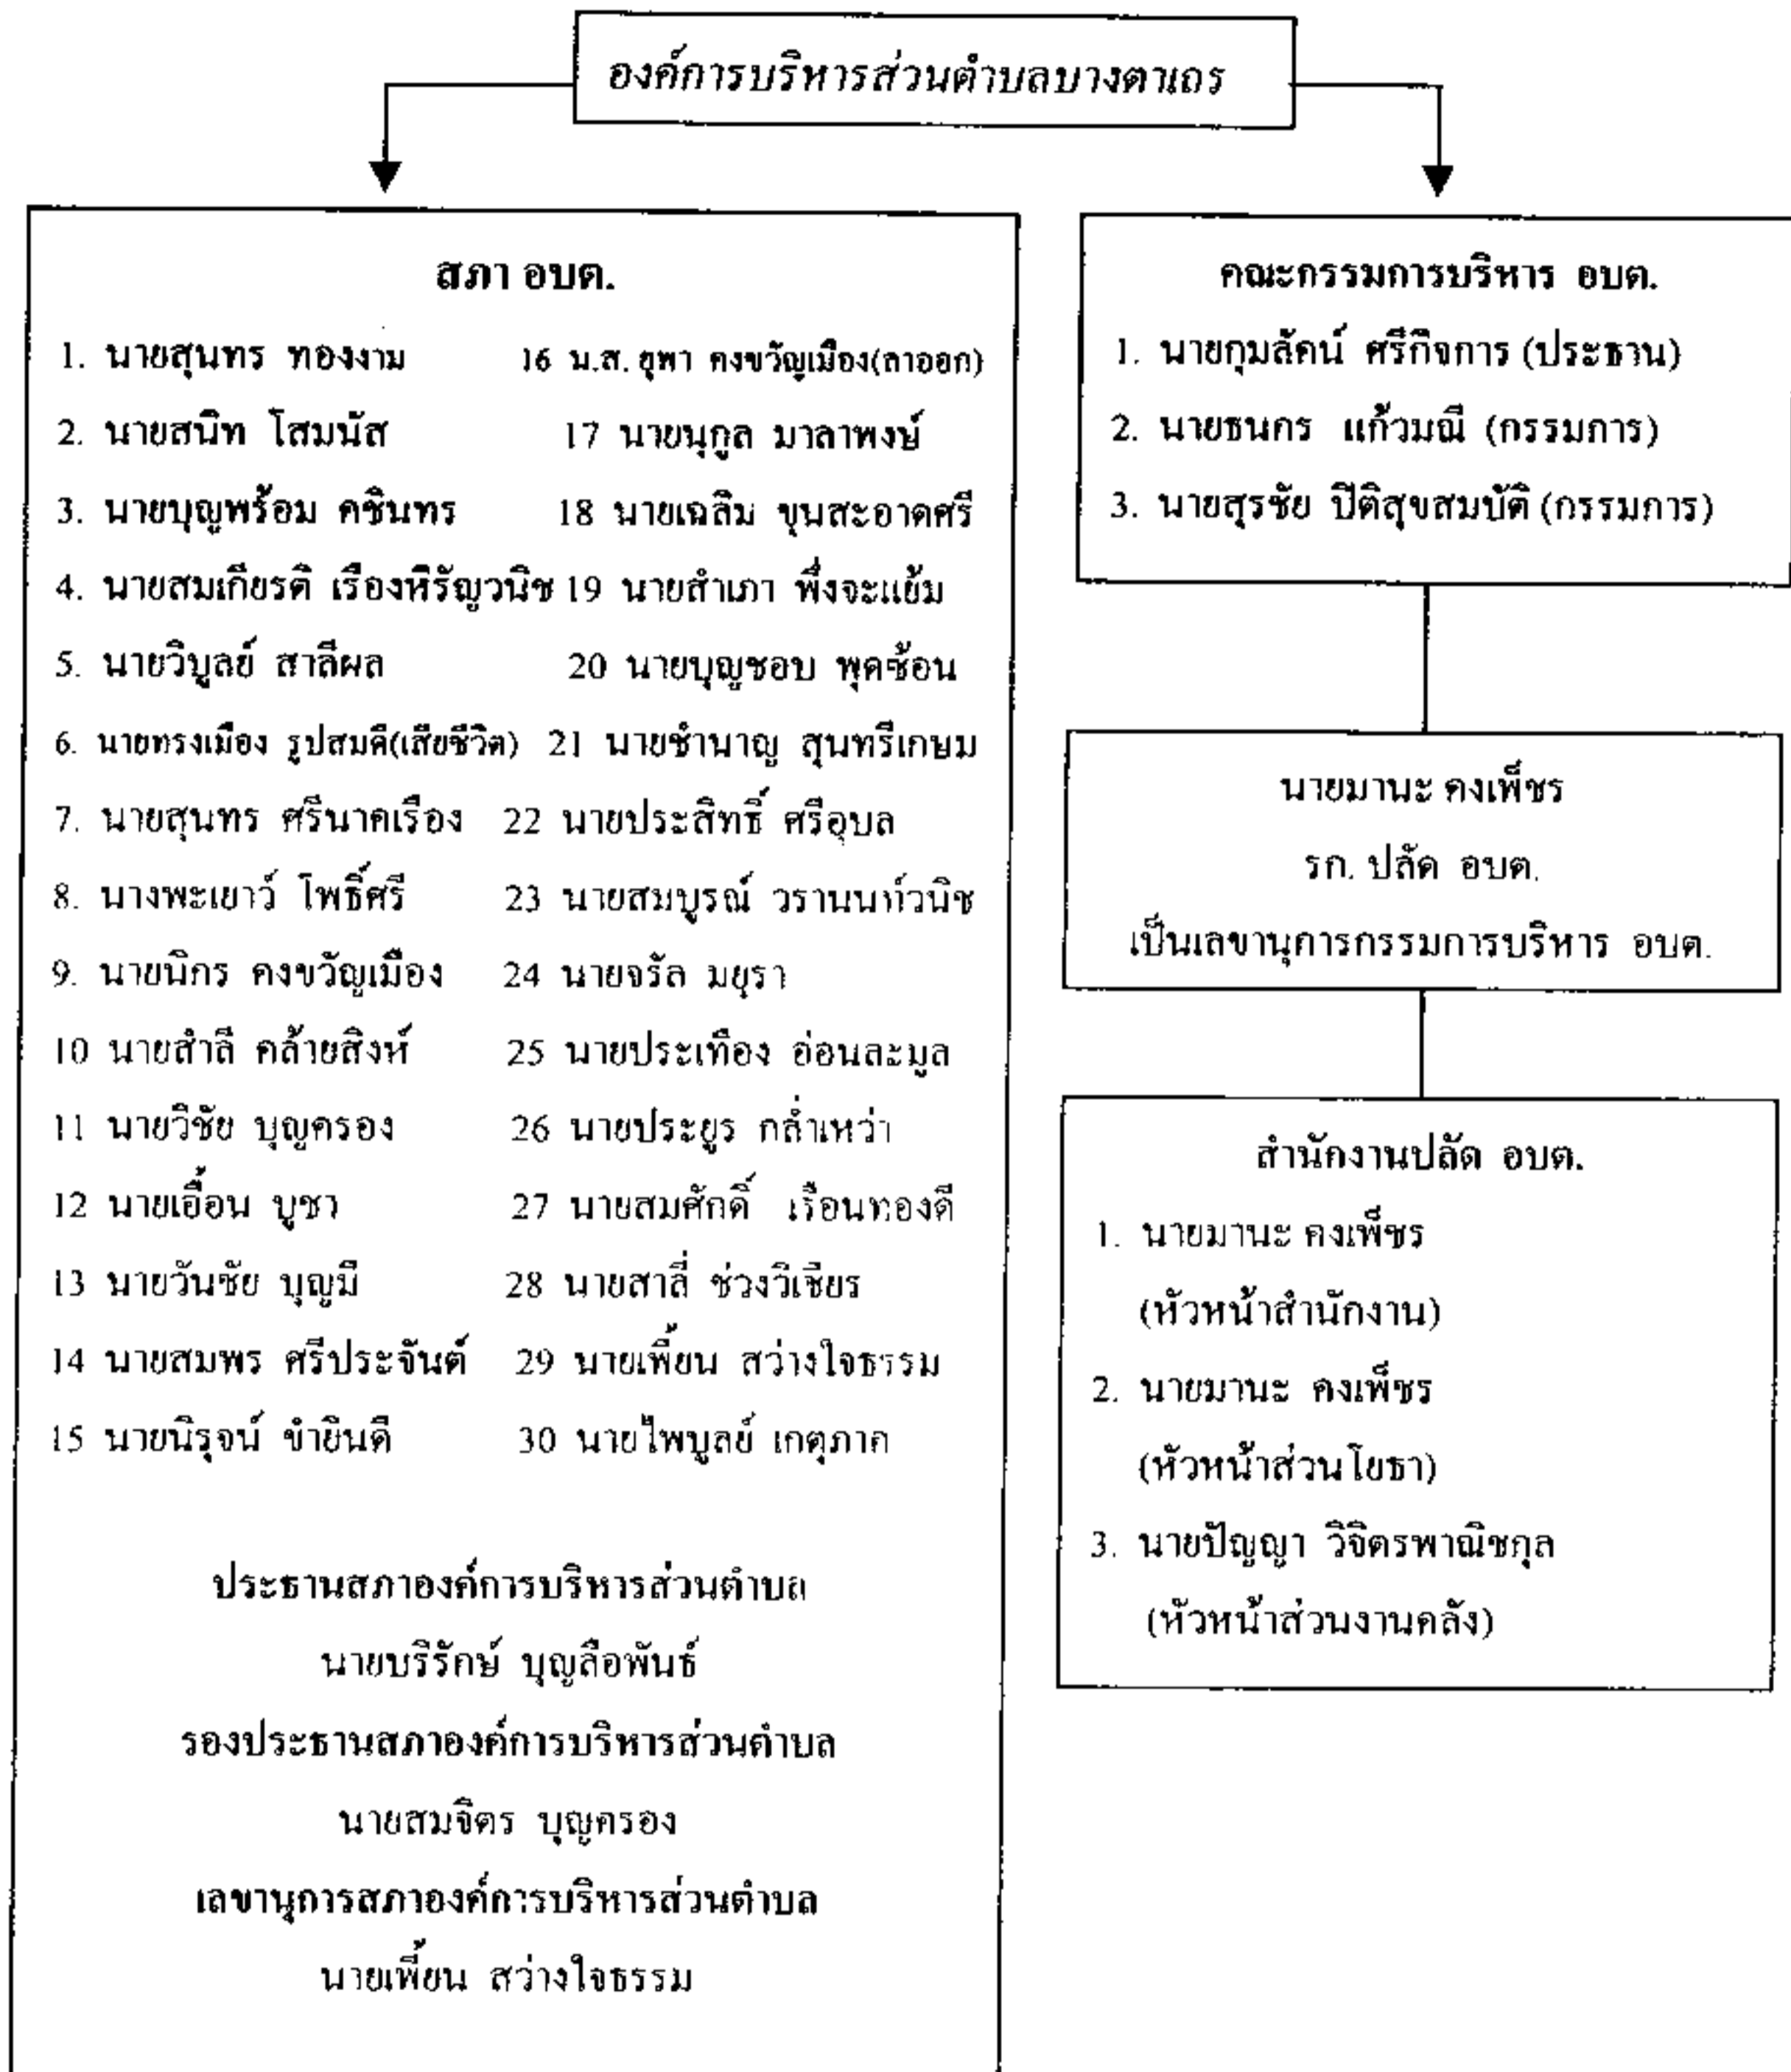 องค์การบริหารส่วนตำบลบางตาเถร
สภา อบต.
1. นายสุนทร ทองงาม
2. นายสนิท โสมนัส
3. นายบุญพร้อม คชินทร
4. นายสมเกียรติ เรืองหิรัญวนิช
5. นายวิบูลย์ สาลีผล
6. นายทรงเมือง รูปสมดี(เสียชีวิต)
7. นายสุนทร ศรีนาคเรือง
8. นางพะเยาว์ โพธิ์ศรี
9. นายนิกร คงขวัญเมือง
10 นายสำลี คล้ายสิงห์
11 นายวิชัย บุญครอง
12 นายเอื้อน บูชา
13 นายวันชัย บุญมี
14 นายสมพร ศรีประจันต์
15 นายนิรุจน์ ขำยินดี
16 น.ส. ยุพา คงขวัญเมือง(ลาออก)
17 นายนุกูล มาลาพงษ์
18 นายเฉลิม ขุนสะอาดศรี
19 นายสำเภา พึ่งจะแย้ม
20 นายบุญชอบ พุดซ้อน
21 นายชำนาญ สุนทรีเกษม
22 นายประสิทธิ์ ศรีอุบล
23 นายสมบูรณ์ วรานนท์วนิช
24 นายจรัล มยุรา
25 นายประเทือง อ่อนละมูล
26 นายประยูร กล่ำเหว่า
27 นายสมศักดิ์ เรือนทองดี
28 นายสาลี่ ช่วงวิเชียร
29 นายเพี้ยน สว่างใจธรรม
30 นายไพบูลย์ เกตุภาค
ประธานสภาองค์การบริหารส่วนตำบล
นายบริรักษ์ บุญลือพันธ์
รองประธานสภาองค์การบริหารส่วนตำบล
นายสมจิตร บุญครอง
เลขานุการสภาองค์การบริหารส่วนตำบล
นายเพี้ยน สว่างใจธรรม
คณะกรรมการบริหาร อบต.
1. นายกุมลัคน์ ศรีกิจการ (ประธาน)
2. นายธนกร แก้วมณี (กรรมการ)
3. นายสุรชัย ปิติสุขสมบัติ (กรรมการ)
นายมานะ คงเพ็ชร
รก. ปลัด อบต.
เป็นเลขานุการกรรมการบริหาร อบต.
สำนักงานปลัด อบต.
1. นายมานะ คงเพ็ชร
(หัวหน้าสำนักงาน)
2. นายมานะ คงเพ็ชร
(หัวหน้าส่วนโยธา)
3. นายปัญญา วิจิตรพาณิชกุล
(หัวหน้าส่วนงานคลัง)